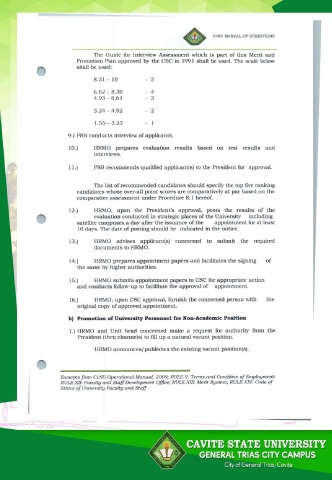 CvSU MANUAL OF OPERATIONS
The Guide for Interview Assessment which is part of this Merit and
Promotion Plan approved by the CSC in 1991 shall be used. The scale below
shall be used:
8.31 – 10 - 5
6.62 – 8.30 - 4
4.93 – 6.61 - 3
3.24 – 4.92 - 2
1.55 – 3.23 - 1
9.) PSB conducts interview of applicants.
10.) HRMO prepares evaluation results based on test results and
interviews.
11.) PSB recommends qualified applicant(s) to the President for approval.
The list of recommended candidates should specify the top five ranking
candidates whose over-all point scores are comparatively at par based on the
comparative assessment under Procedure 8.1 hereof.
12.) HRMO, upon the President's approval, posts the results of the
evaluation conducted in strategic places of the University including
satellite campuses a day after the issuance of the appointment for at least
10 days. The date of posting should be indicated in the notice.
13.) HRMO advises applicant(s) concerned to submit the required
documents to HRMO.
14.) HRMO prepares appointment papers and facilitates the signing of
the same by higher authorities.
15.) HRMO submits appointment papers to CSC for appropriate action
and conducts follow-up to facilitate the approval of appointment.
16.) HRMO, upon CSC approval, furnish the concerned person with the
original copy of approved appointment.
b) Promotion of University Personnel for Non-Academic Position
1.) HRMO and Unit head concerned make a request for authority from the
President (thru channels) to fill up a natural vacant position.
HRMO announces/publishes the existing vacant position(s).
Excerpts from CvSU Operational Manual, 2009; RULE V: Terms and Condition of Employment;
RULE XII: Faculty and Staff Development Office; RULE XIII: Merit System; RULE XIV: Code of
Ethics of University Faculty and Staff
CAVITE STATE UNIVERSITY
GENERAL TRIAS CITY CAMPUS
City of General Trias, Cavite